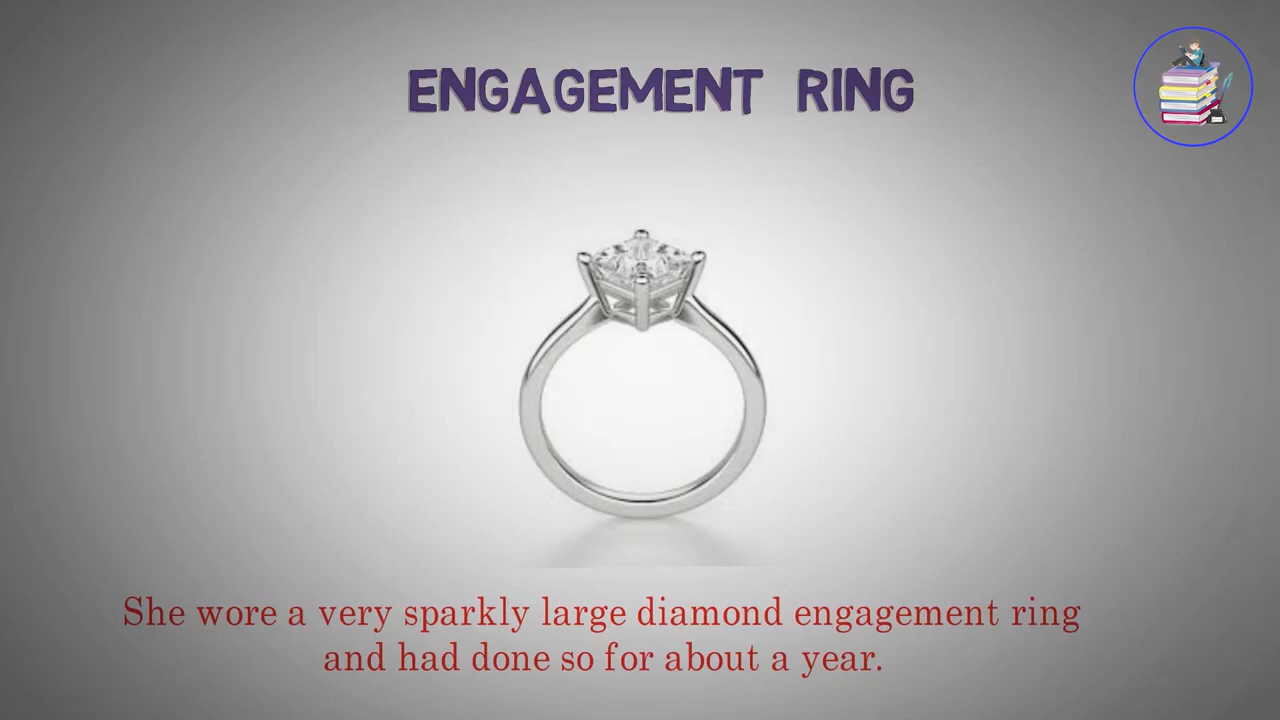 ENGAGEMENT RING
She wore a very sparkly large diamond engagement ring
and had done so for about a year.